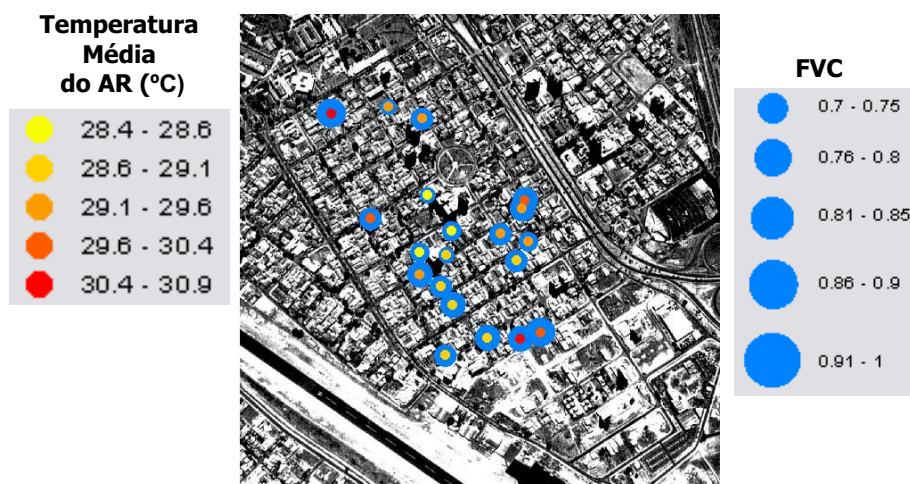 Temperatura
Média
do AR (ºC)
28.4 - 28.6
28.6 - 29.1
29.1 - 29.6
29.6 - 30.4
30.4 - 30.9
FVC
0.7 - 0.75
0.76 - 0.8
0.81 - 0.85
0.86 - 0.9
0.91 - 1